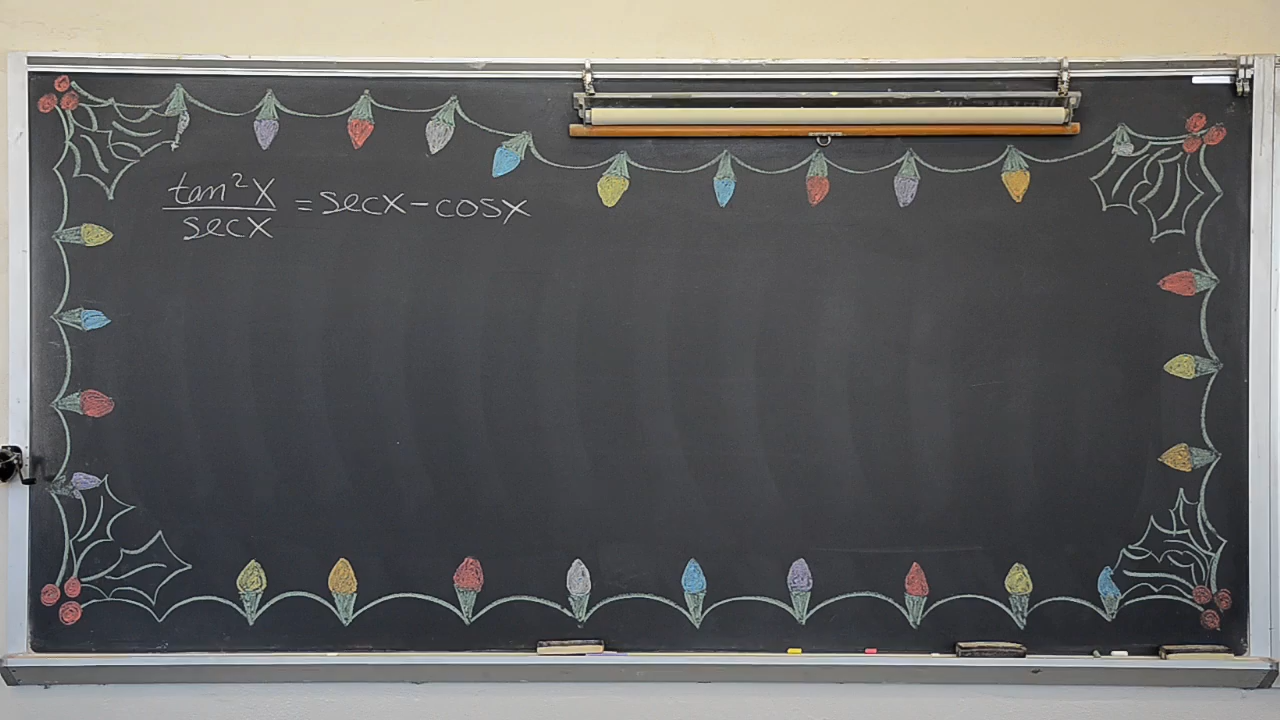 tan²x/secx = secx - cosx